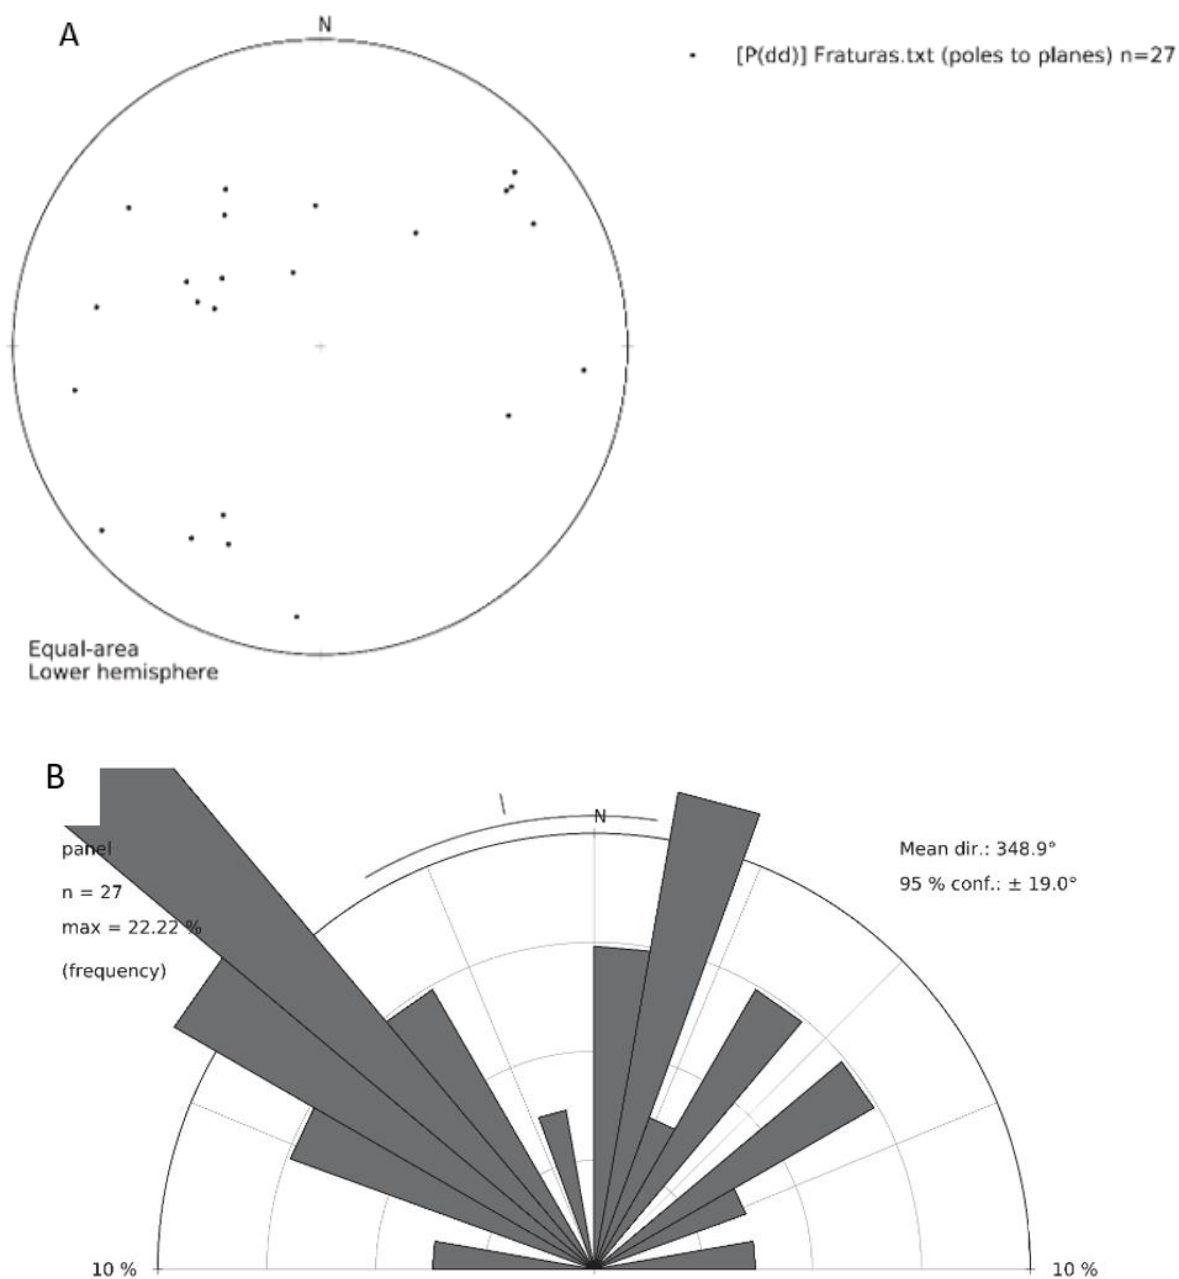 A
N
[P(dd)] Fraturas.txt (poles to planes) n=27
Equal-area
Lower hemisphere
B
N
panel
n = 27
max = 22.22 %
(frequency)
Mean dir.: 348.9°
95 % conf.: ± 19.0°
10 %
10 %